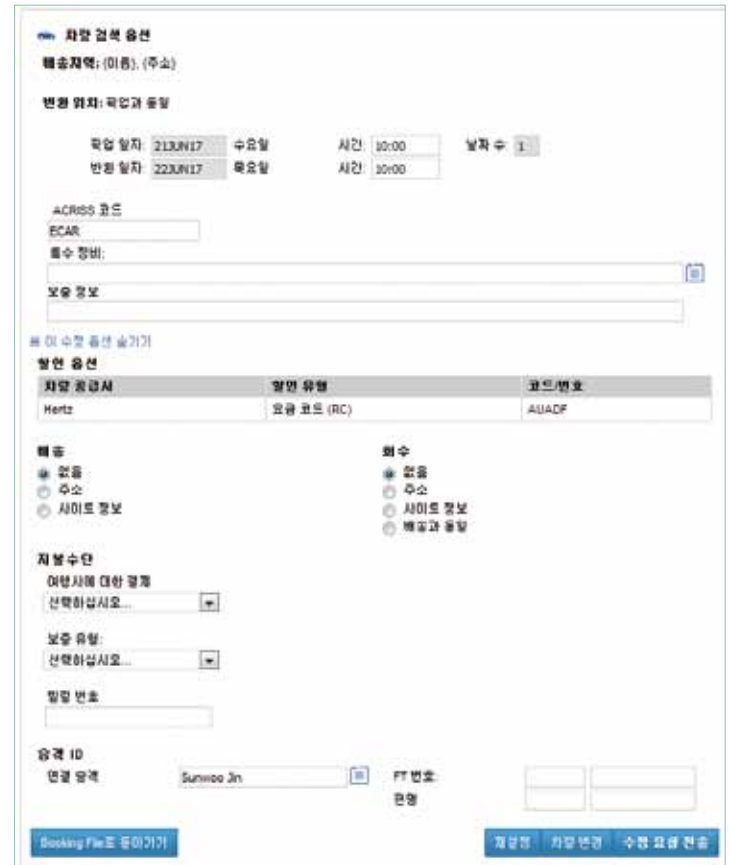 차량 검색 옵션
배송지역: (이름), (주소)
반환 위치: 픽업과 동일
픽업 일자: 21JUN17 수요일 시간: 10:00 날짜 수: 1
반환 일자: 22JUN17 목요일 시간: 10:00
ACRISS 코드
ECAR
특수 장비:
보충 정보
이 수정 옵션 숨기기
할인 옵션
차량 공급사 할인 유형 코드/번호
Hertz 요금 코드 (RC) AUADF
배송 회수
없음 없음
주소 주소
사이트 정보 사이트 정보
배송과 동일
지불수단
여행사에 대한 결제
선택하십시오...
보증 유형:
선택하십시오...
빌링 번호
승객 ID
연결 승객 Sunwoo Jin FT 번호:
편명
Booking File로 돌아가기 재설정 차량 변경 수정 요청 전송